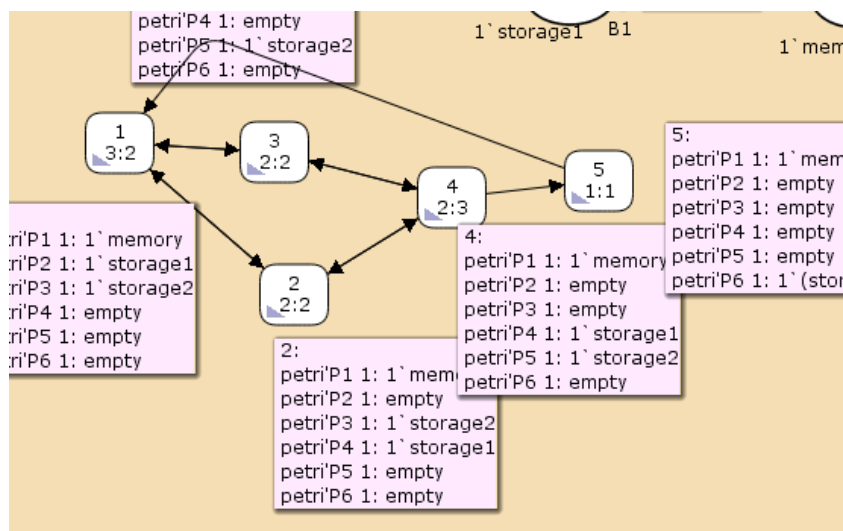 petri'P4 1: empty
petri'P5 1: 1`storage2
petri'P6 1: empty
1`storage1
B1
1`mem
1
3:2
3
2:2
4
2:3
5
1:1
2
2:2
5:
petri'P1 1: 1`mem
petri'P2 1: empty
petri'P3 1: empty
petri'P4 1: empty
petri'P5 1: empty
petri'P6 1: 1`(stor
tri'P1 1: 1`memory
tri'P2 1: 1`storage1
tri'P3 1: 1`storage2
tri'P4 1: empty
tri'P5 1: empty
tri'P6 1: empty
4:
petri'P1 1: 1`memory
petri'P2 1: empty
petri'P3 1: empty
petri'P4 1: 1`storage1
petri'P5 1: 1`storage2
petri'P6 1: empty
2:
petri'P1 1: 1`mem
petri'P2 1: empty
petri'P3 1: 1`storage2
petri'P4 1: 1`storage1
petri'P5 1: empty
petri'P6 1: empty